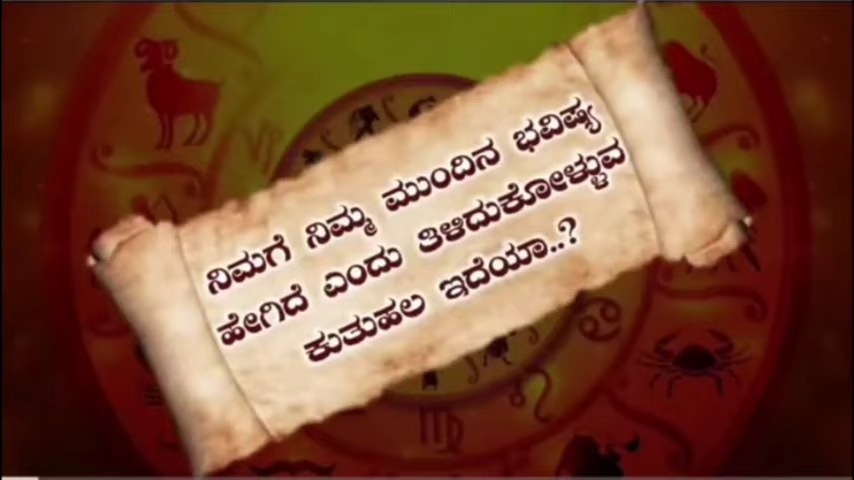 ನಿಮಗೆ ನಿಮ್ಮ ಮುಂದಿನ ಭವಿಷ್ಯ
ಹೇಗಿದೆ ಎಂದು ತಿಳಿದುಕೋಳ್ಳುವ
ಕುತುಹಲ ಇದೆಯಾ..?